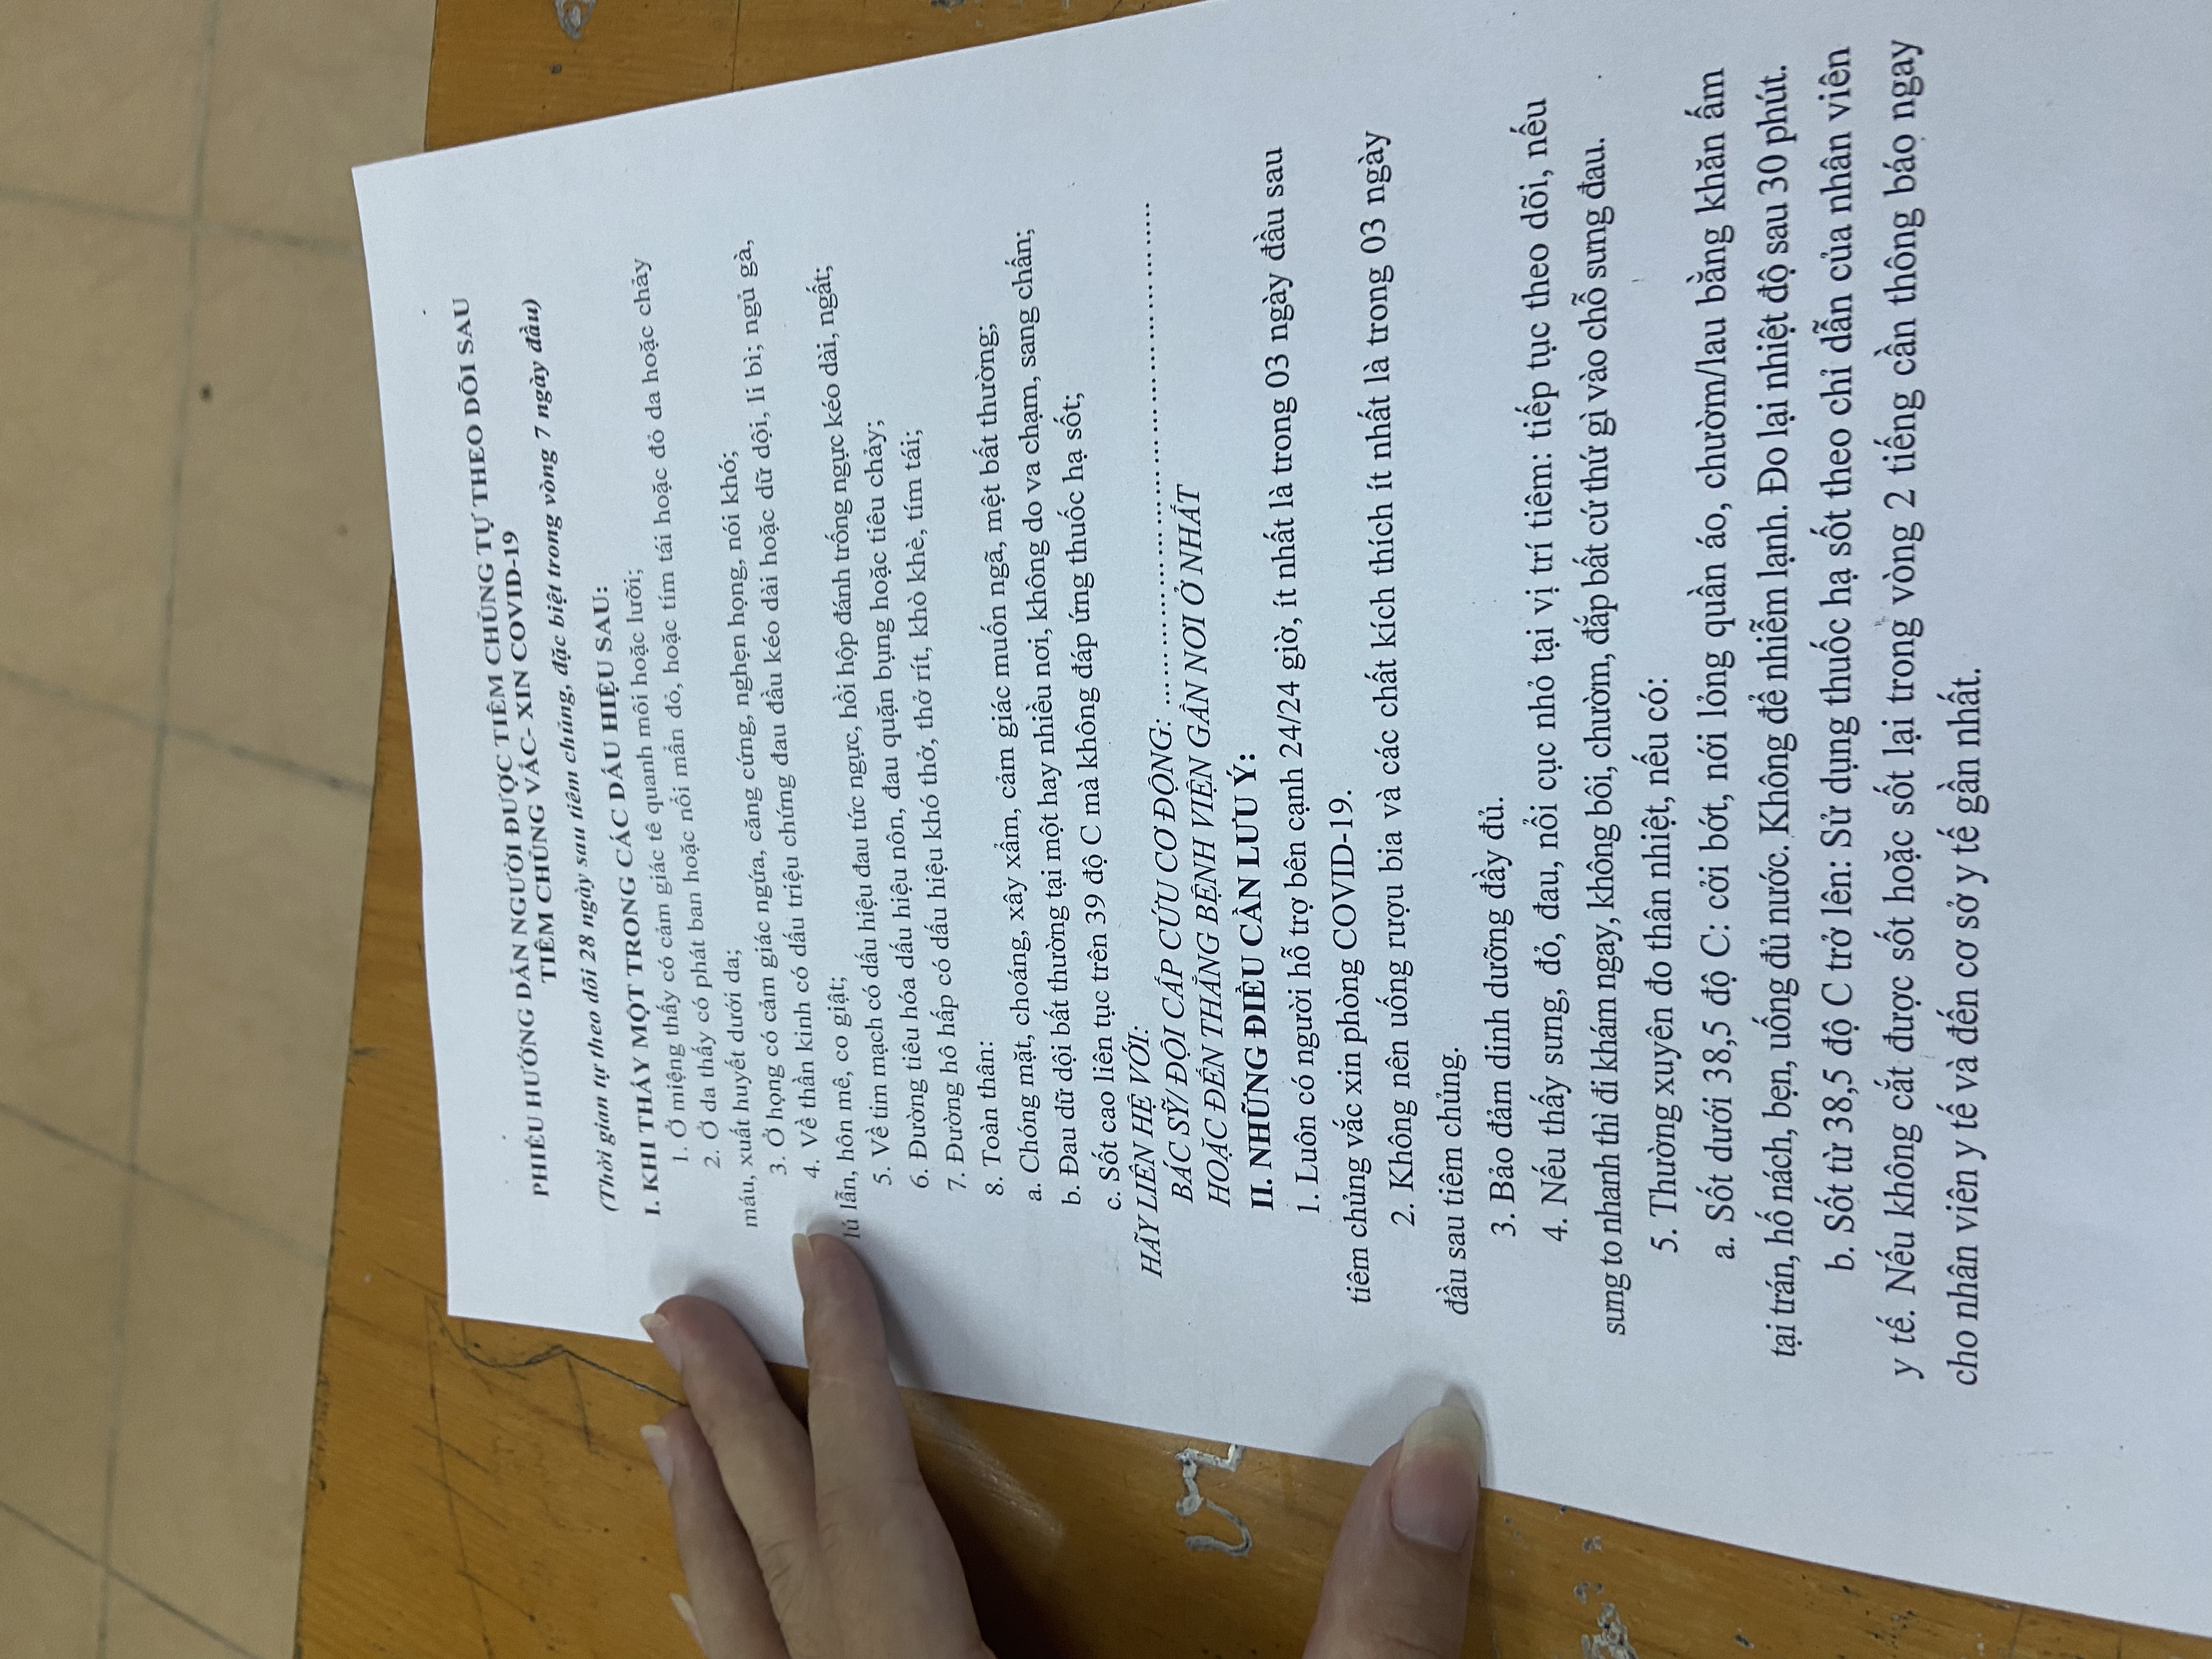 PHIẾU HƯỚNG DẪN NGƯỜI ĐƯỢC TIÊM CHỦNG TỰ THEO DÕI SAU
TIÊM CHỦNG VẮC- XIN COVID-19
(Thời gian tự theo dõi 28 ngày sau tiêm chủng, đặc biệt trong vòng 7 ngày đầu)
I. KHI THẤY MỘT TRONG CÁC DẤU HIỆU SAU:
1. Ở miệng thấy có cảm giác tê quanh môi hoặc lưỡi;
2. Ở da thấy có phát ban hoặc nổi mẩn đỏ, hoặc tím tái hoặc đỏ da hoặc chảy
máu, xuất huyết dưới da;
3. Ở họng có cảm giác ngứa, căng cứng, nghẹn họng, nói khó;
4. Về thần kinh có dấu triệu chứng đau đầu kéo dài hoặc dữ dội, li bì; ngủ gà,
lú lẫn, hôn mê, co giật;
5. Về tim mạch có dấu hiệu đau tức ngực, hồi hộp đánh trống ngực kéo dài, ngất;
6. Đường tiêu hóa dấu hiệu nôn, đau quặn bụng hoặc tiêu chảy;
7. Đường hô hấp có dấu hiệu khó thở, thở rít, khò khè, tím tái;
8. Toàn thân:
a. Chóng mặt, choáng, xây xẩm, cảm giác muốn ngã, mệt bất thường;
b. Đau dữ dội bất thường tại một hay nhiều nơi, không do va chạm, sang chấn;
c. Sốt cao liên tục trên 39 độ C mà không đáp ứng thuốc hạ sốt;
HÃY LIÊN HỆ VỚI:
BÁC SỸ/ ĐỘI CẤP CỨU CƠ ĐỘNG: ……………………………………………..
HOẶC ĐẾN THẲNG BỆNH VIỆN GẦN NƠI Ở NHẤT
II. NHỮNG ĐIỀU CẦN LƯU Ý:
1. Luôn có người hỗ trợ bên cạnh 24/24 giờ, ít nhất là trong 03 ngày đầu sau
tiêm chủng vắc xin phòng COVID-19.
2. Không nên uống rượu bia và các chất kích thích ít nhất là trong 03 ngày
đầu sau tiêm chủng.
3. Bảo đảm dinh dưỡng đầy đủ.
4. Nếu thấy sưng, đỏ, đau, nổi cục nhỏ tại vị trí tiêm: tiếp tục theo dõi, nếu
sưng to nhanh thì đi khám ngay, không bôi, chườm, đắp bất cứ thứ gì vào chỗ sưng đau.
5. Thường xuyên đo thân nhiệt, nếu có:
a. Sốt dưới 38,5 độ C: cởi bớt, nới lỏng quần áo, chườm/lau bằng khăn ấm
tại trán, hố nách, bẹn, uống đủ nước. Không để nhiễm lạnh. Đo lại nhiệt độ sau 30 phút.
b. Sốt từ 38,5 độ C trở lên: Sử dụng thuốc hạ sốt theo chỉ dẫn của nhân viên
y tế. Nếu không cắt được sốt hoặc sốt lại trong vòng 2 tiếng cần thông báo ngay
cho nhân viên y tế và đến cơ sở y tế gần nhất.